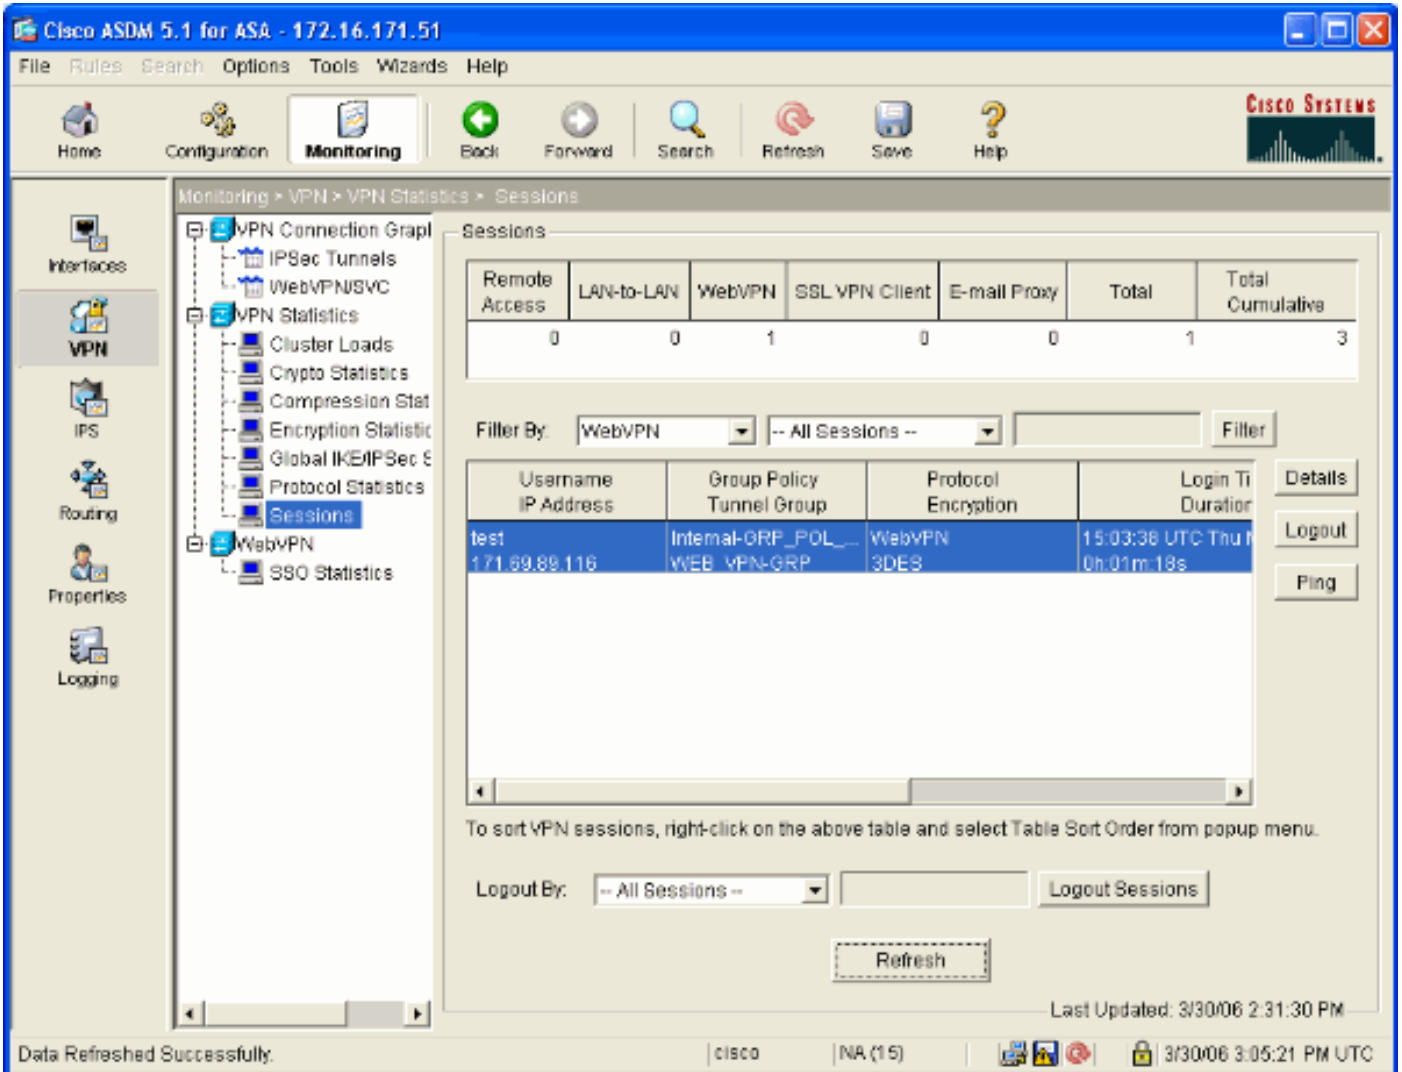 Cisco ASDM 5.1 for ASA - 172.16.171.51
File Rules Search Options Tools Wizards Help
Home Configuration Monitoring Back Forward Search Refresh Save Help
CISCO SYSTEMS
Monitoring > VPN > VPN Statistics > Sessions
Interfaces
VPN
IPS
Routing
Properties
Logging
VPN Connection Grap
IPSec Tunnels
WebVPN/SVC
VPN Statistics
Cluster Loads
Crypto Statistics
Compression Stat
Encryption Statistic
Global IKE/IPSec S
Protocol Statistics
Sessions
WebVPN
SSO Statistics
Sessions
Remote Access LAN-to-LAN WebVPN SSL VPN Client E-mail Proxy Total Total Cumulative
0 0 1 0 0 1 3
Filter By: WebVPN -- All Sessions -- Filter
Username Group Policy Protocol Login Ti
IP Address Tunnel Group Encryption Duration
test Internal-GRP_POL_... WebVPN 15:03:38 UTC Thu M
171.69.89.116 WEB_VPN-GRP 3DES 0h:01m:18s
Details
Logout
Ping
To sort VPN sessions, right-click on the above table and select Table Sort Order from popup menu.
Logout By: -- All Sessions -- Logout Sessions
Refresh
Last Updated: 3/30/06 2:31:30 PM
Data Refreshed Successfully. cisco NA (15) 3/30/06 3:05:21 PM UTC